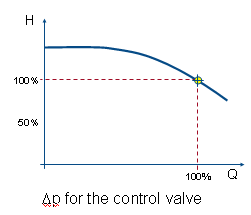 H
100%
50%
100%
Q
Δp for the control valve